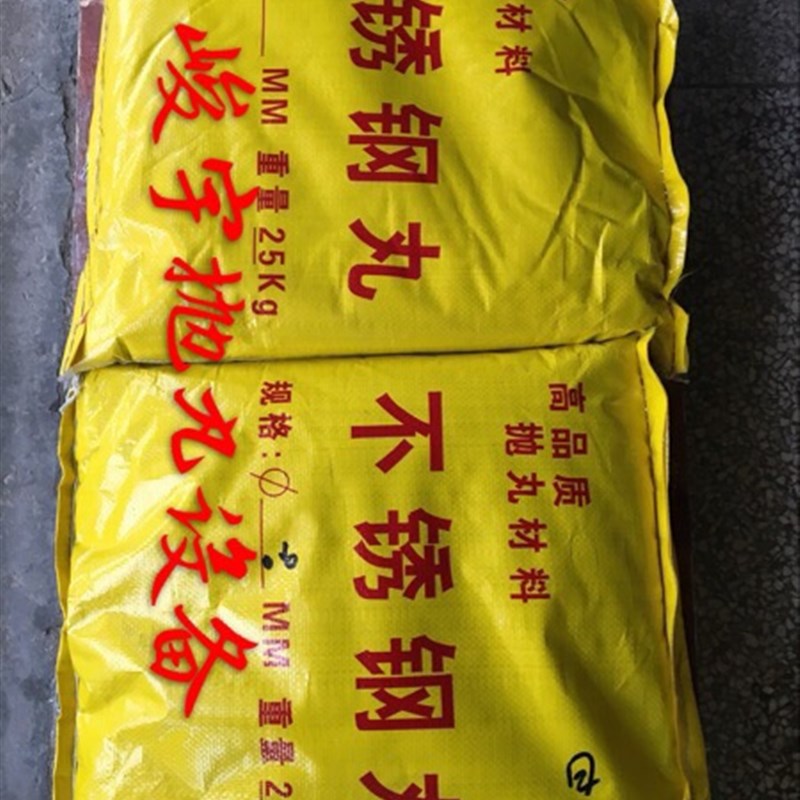 材料
锈钢丸
MM 重量 25Kg
高品质
抛丸材料
不锈钢丸
规格:∅ MM 重量 2
峻宇抛丸设备